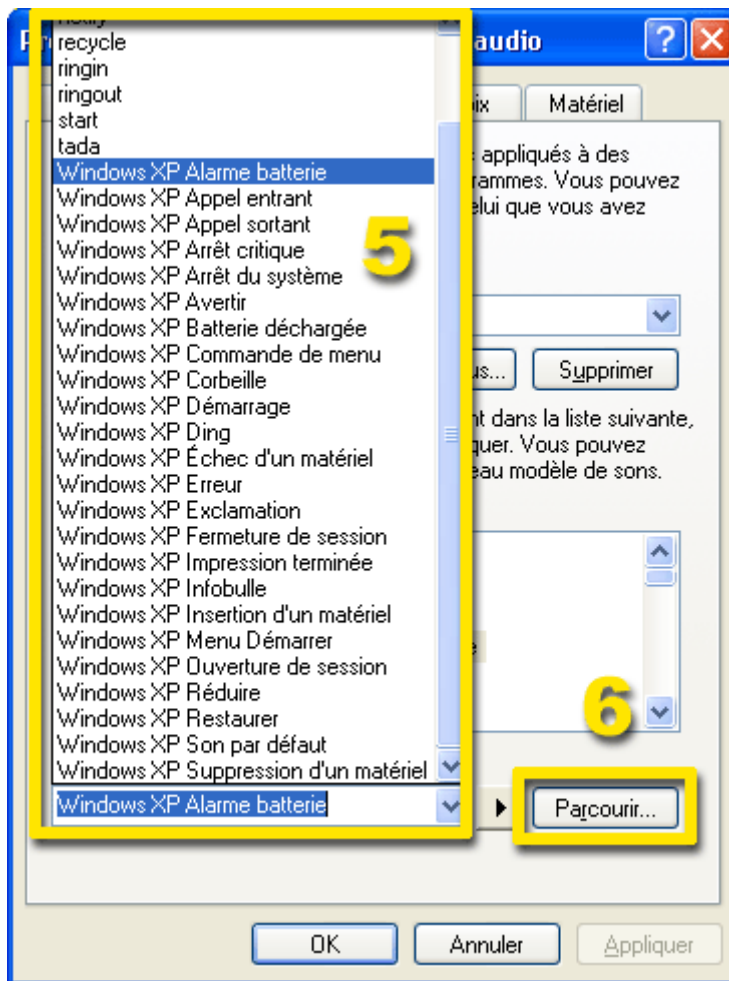 audio
notify
recycle
ringin
ringout
start
tada
Windows XP Alarme batterie
Windows XP Appel entrant
Windows XP Appel sortant
Windows XP Arrêt critique
Windows XP Arrêt du système
Windows XP Avertir
Windows XP Batterie déchargée
Windows XP Commande de menu
Windows XP Corbeille
Windows XP Démarrage
Windows XP Ding
Windows XP Échec d'un matériel
Windows XP Erreur
Windows XP Exclamation
Windows XP Fermeture de session
Windows XP Impression terminée
Windows XP Infobulle
Windows XP Insertion d'un matériel
Windows XP Menu Démarrer
Windows XP Ouverture de session
Windows XP Réduire
Windows XP Restaurer
Windows XP Son par défaut
Windows XP Suppression d'un matériel
Windows XP Alarme batterie
5
Matériel
appliqués à des
Vous pouvez
que vous avez
Supprimer
dans la liste suivante,
Vous pouvez
modèle de sons.
6
Parcourir...
OK
Annuler
Appliquer